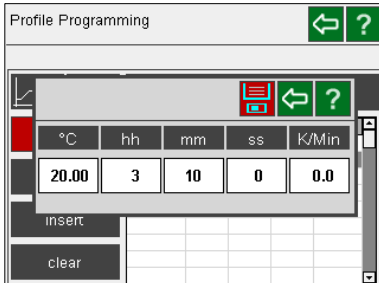 Profile Programming
?
?
°C hh mm ss K/Min
20.00 3 10 0 0.0
insert
clear